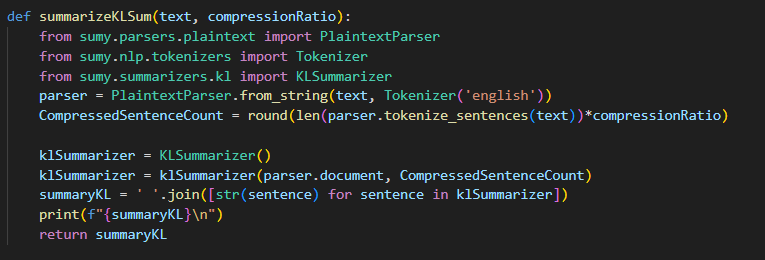 def summarizeKLSum(text, compressionRatio):
    from sumy.parsers.plaintext import PlaintextParser
    from sumy.nlp.tokenizers import Tokenizer
    from sumy.summarizers.kl import KLSummarizer
    parser = PlaintextParser.from_string(text, Tokenizer('english'))
    CompressedSentenceCount = round(len(parser.tokenize_sentences(text))*compressionRatio)

    klSummarizer = KLSummarizer()
    klSummarizer = klSummarizer(parser.document, CompressedSentenceCount)
    summaryKL = ' '.join([str(sentence) for sentence in klSummarizer])
    print(f"{summaryKL}\n")
    return summaryKL